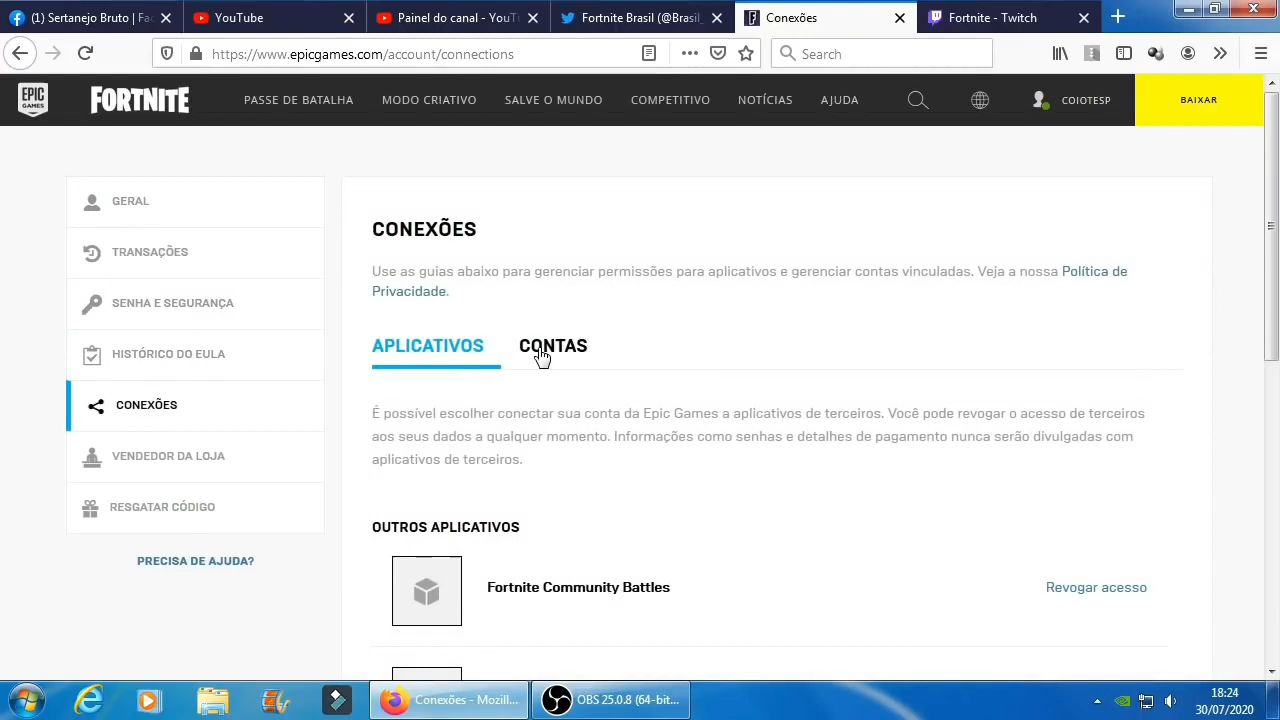 (1) Sertanejo Bruto | Fac
YouTube
Painel do canal - YouT
Fortnite Brasil (@Brasil_
Conexões
Fortnite - Twitch
https://www.epicgames.com/account/connections
Search
EPIC GAMES
FORTNITE
PASSE DE BATALHA
MODO CRIATIVO
SALVE O MUNDO
COMPETITIVO
NOTÍCIAS
AJUDA
COIOTESP
BAIXAR
GERAL
TRANSAÇÕES
SENHA E SEGURANÇA
HISTÓRICO DO EULA
CONEXÕES
VENDEDOR DA LOJA
RESGATAR CÓDIGO
PRECISA DE AJUDA?
CONEXÕES
Use as guias abaixo para gerenciar permissões para aplicativos e gerenciar contas vinculadas. Veja a nossa Política de
Privacidade.
APLICATIVOS
CONTAS
É possível escolher conectar sua conta da Epic Games a aplicativos de terceiros. Você pode revogar o acesso de terceiros
aos seus dados a qualquer momento. Informações como senhas e detalhes de pagamento nunca serão divulgadas com
aplicativos de terceiros.
OUTROS APLICATIVOS
Fortnite Community Battles
Revogar acesso
Conexões - Mozill...
OBS 25.0.8 (64-bit...
18:24
30/07/2020